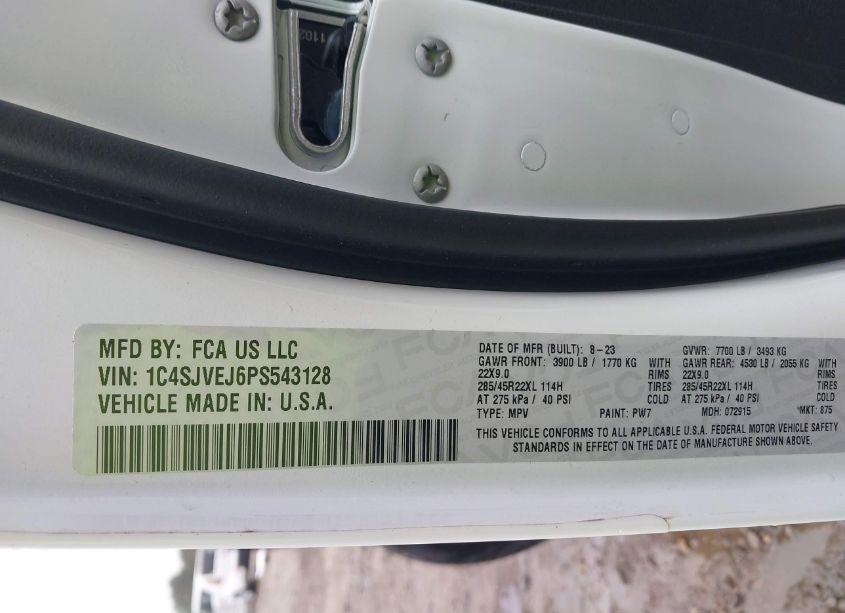 1102
MFD BY: FCA US LLC
VIN: 1C4SJVEJ6PS543128
VEHICLE MADE IN: U.S.A.
DATE OF MFR (BUILT): 8-23 GVWR: 7700 LB / 3493 KG
GAWR FRONT: 3900 LB / 1770 KG WITH GAWR REAR: 4530 LB / 2055 KG WITH
22X9.0 RIMS 22X9.0 RIMS
285/45R22XL 114H TIRES 285/45R22XL 114H TIRES
AT 275 kPa / 40 PSI COLD AT 275 kPa / 40 PSI COLD
TYPE: MPV PAINT: PW7 MDH: 072915 *MKT: 875
THIS VEHICLE CONFORMS TO ALL APPLICABLE U.S.A. FEDERAL MOTOR VEHICLE SAFETY
STANDARDS IN EFFECT ON THE DATE OF MANUFACTURE SHOWN ABOVE.